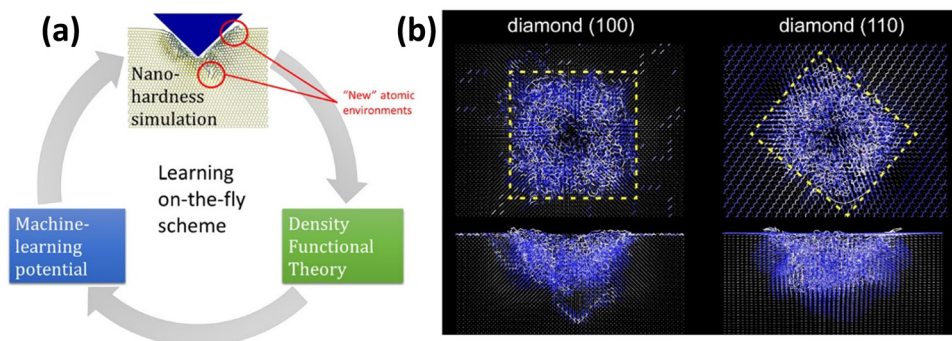 (a)
Nano-
hardness
simulation
"New" atomic
environments
Learning
on-the-fly
scheme
Machine-
learning
potential
Density
Functional
Theory
(b)
diamond (100)
diamond (110)